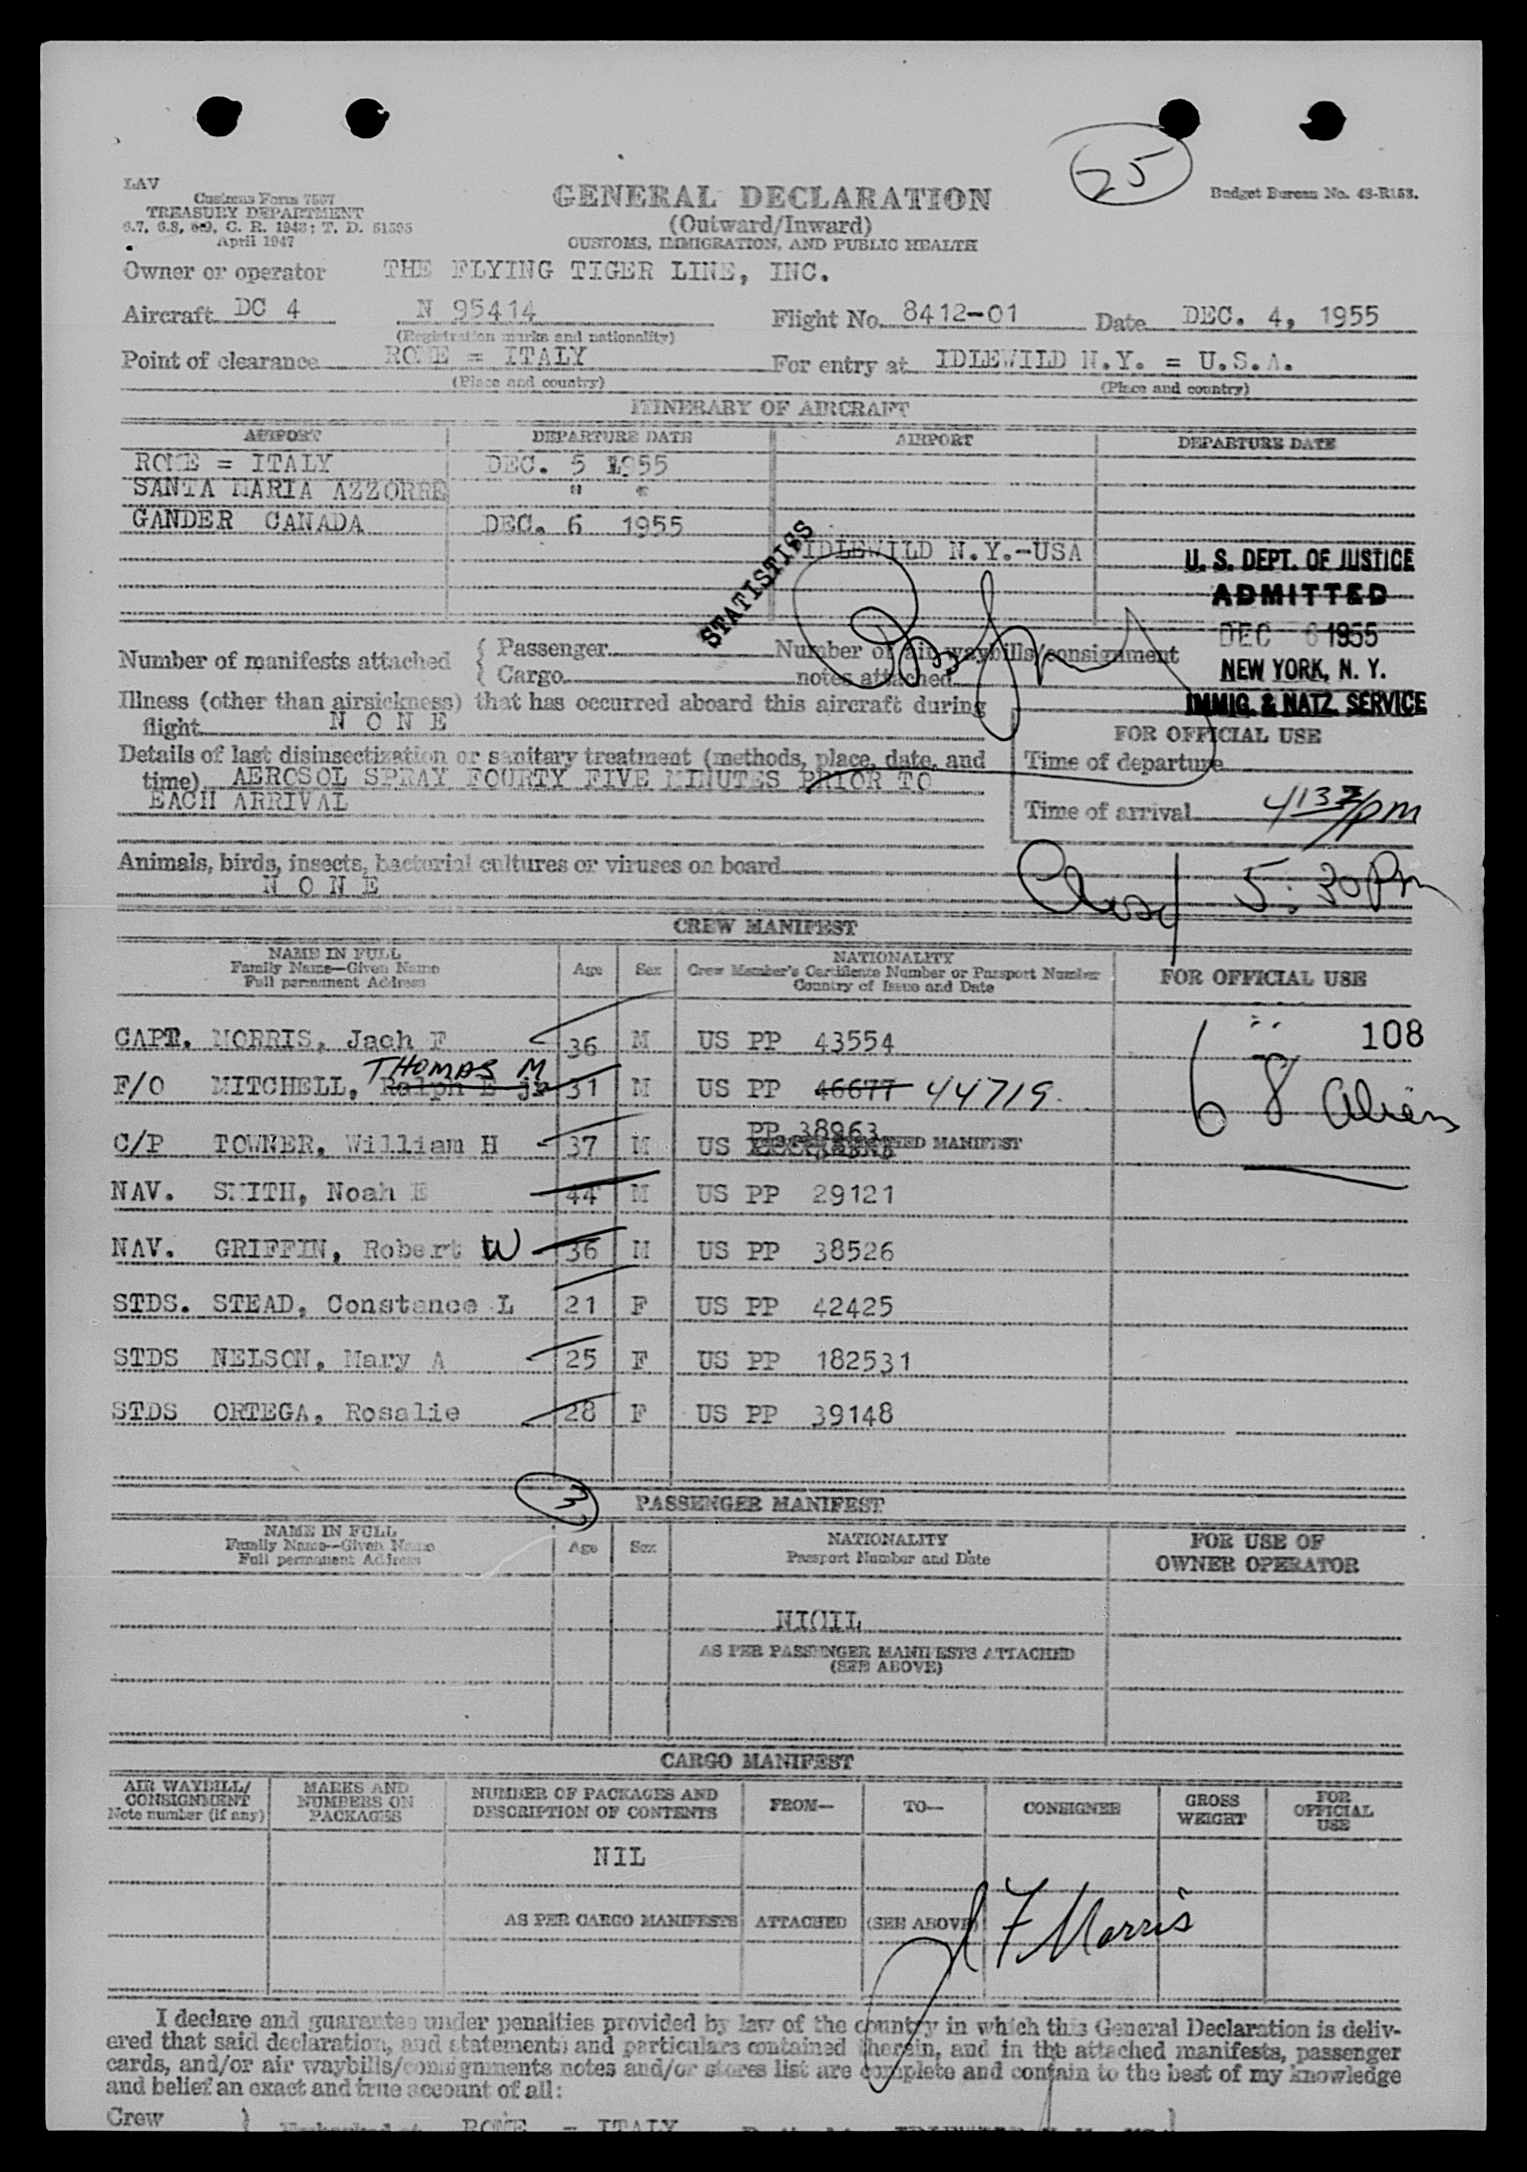 25
LAV
Customs Form 7507
TREASURY DEPARTMENT
6.7, 6.8, 6.9, C. R. 1943; T. D. 51595
April 1947
GENERAL DECLARATION
(Outward/Inward)
CUSTOMS, IMMIGRATION, AND PUBLIC HEALTH
Budget Bureau No. 43-R153.
Owner or operator THE FLYING TIGER LINE, INC.
Aircraft DC 4 N 95414 Flight No. 8412-01 Date DEC. 4, 1955
(Registration marks and nationality)
Point of clearance ROME = ITALY For entry at IDLEWILD N.Y. = U.S.A.
(Place and country) (Place and country)
ITINERARY OF AIRCRAFT
AIRPORT DEPARTURE DATE AIRPORT DEPARTURE DATE
ROME = ITALY DEC. 5 1955
SANTA MARIA AZZORRE " "
GANDER CANADA DEC. 6 1955
IDLEWILD N.Y.-USA
STATISTICS
U. S. DEPT. OF JUSTICE
ADMITTED
DEC 6 1955
NEW YORK, N. Y.
IMMIG. & NATZ. SERVICE
Number of manifests attached { Passenger Number of air waybills/consignment
{ Cargo notes attached
Illness (other than airsickness) that has occurred aboard this aircraft during
flight N O N E
FOR OFFICIAL USE
Details of last disinsectization or sanitary treatment (methods, place, date, and
time) AEROSOL SPRAY FOURTY FIVE MINUTES PRIOR TO
EACH ARRIVAL
Time of departure
Time of arrival 4137/pm
Animals, birds, insects, bacterial cultures or viruses on board
N O N E
5:30 Pm
CREW MANIFEST
NAME IN FULL
Family Name—Given Name
Full permanent Address
Age Sex
NATIONALITY
Crew Member's Certificate Number or Passport Number
Country of Issue and Date
FOR OFFICIAL USE
CAPT. MORRIS, Jach F 36 M US PP 43554 108
THOMAS M
F/O MITCHELL, Ralph E jr 31 M US PP 46677 44719
8 Aliens
PP 38963
C/P TOWNER, William H 37 M US MANIFEST
NAV. SMITH, Noah E 44 M US PP 29121
NAV. GRIFFIN, Robert W 36 M US PP 38526
STDS. STEAD, Constance L 21 F US PP 42425
STDS NELSON, Mary A 25 F US PP 182531
STDS ORTEGA, Rosalie 28 F US PP 39148
3
PASSENGER MANIFEST
NAME IN FULL
Family Name—Given Name
Full permanent Address
Age Sex
NATIONALITY
Passport Number and Date
FOR USE OF
OWNER OPERATOR
AS PER PASSENGER MANIFESTS ATTACHED
(SEE ABOVE)
CARGO MANIFEST
AIR WAYBILL/
CONSIGNMENT
Note number (if any)
MARKS AND
NUMBERS ON
PACKAGES
NUMBER OF PACKAGES AND
DESCRIPTION OF CONTENTS
FROM— TO— CONSIGNEE
GROSS
WEIGHT
FOR
OFFICIAL
USE
NIL
AS PER CARGO MANIFESTS ATTACHED (SEE ABOVE)
J F Morris
I declare and guarantee under penalties provided by law of the country in which this General Declaration is deliv-
ered that said declaration, and statements and particulars contained therein, and in the attached manifests, passenger
cards, and/or air waybills/consignments notes and/or stores list are complete and contain to the best of my knowledge
and belief an exact and true account of all:
Crew } Embarked at ROME = ITALY